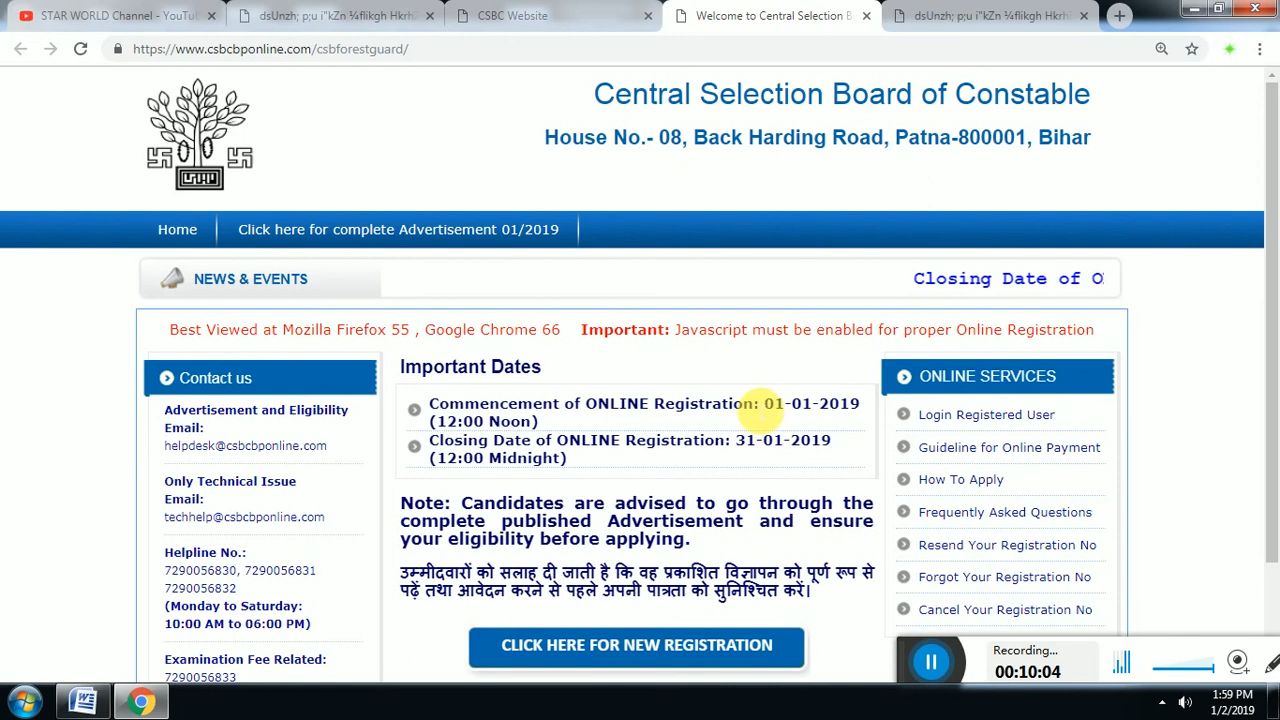 STAR WORLD Channel - YouTu
dsUnzh; p;u i"kZn ¼flikgh Hkrh
CSBC Website
Welcome to Central Selection B
dsUnzh; p;u i"kZn ¼flikgh Hkrh
https://www.csbcbponline.com/csbforestguard/
Central Selection Board of Constable
House No.- 08, Back Harding Road, Patna-800001, Bihar
Home
Click here for complete Advertisement 01/2019
NEWS & EVENTS
Closing Date of O
Best Viewed at Mozilla Firefox 55 , Google Chrome 66 Important: Javascript must be enabled for proper Online Registration
Contact us
Advertisement and Eligibility
Email:
helpdesk@csbcbponline.com
Only Technical Issue
Email:
techhelp@csbcbponline.com
Helpline No.:
7290056830, 7290056831
7290056832
(Monday to Saturday:
10:00 AM to 06:00 PM)
Examination Fee Related:
7290056833
Important Dates
Commencement of ONLINE Registration: 01-01-2019
(12:00 Noon)
Closing Date of ONLINE Registration: 31-01-2019
(12:00 Midnight)
Note: Candidates are advised to go through the
complete published Advertisement and ensure
your eligibility before applying.
उम्मीदवारों को सलाह दी जाती है कि वह प्रकाशित विज्ञापन को पूर्ण रूप से
पढ़ें तथा आवेदन करने से पहले अपनी पात्रता को सुनिश्चित करें।
CLICK HERE FOR NEW REGISTRATION
ONLINE SERVICES
Login Registered User
Guideline for Online Payment
How To Apply
Frequently Asked Questions
Resend Your Registration No
Forgot Your Registration No
Cancel Your Registration No
Recording...
00:10:04
1:59 PM
1/2/2019